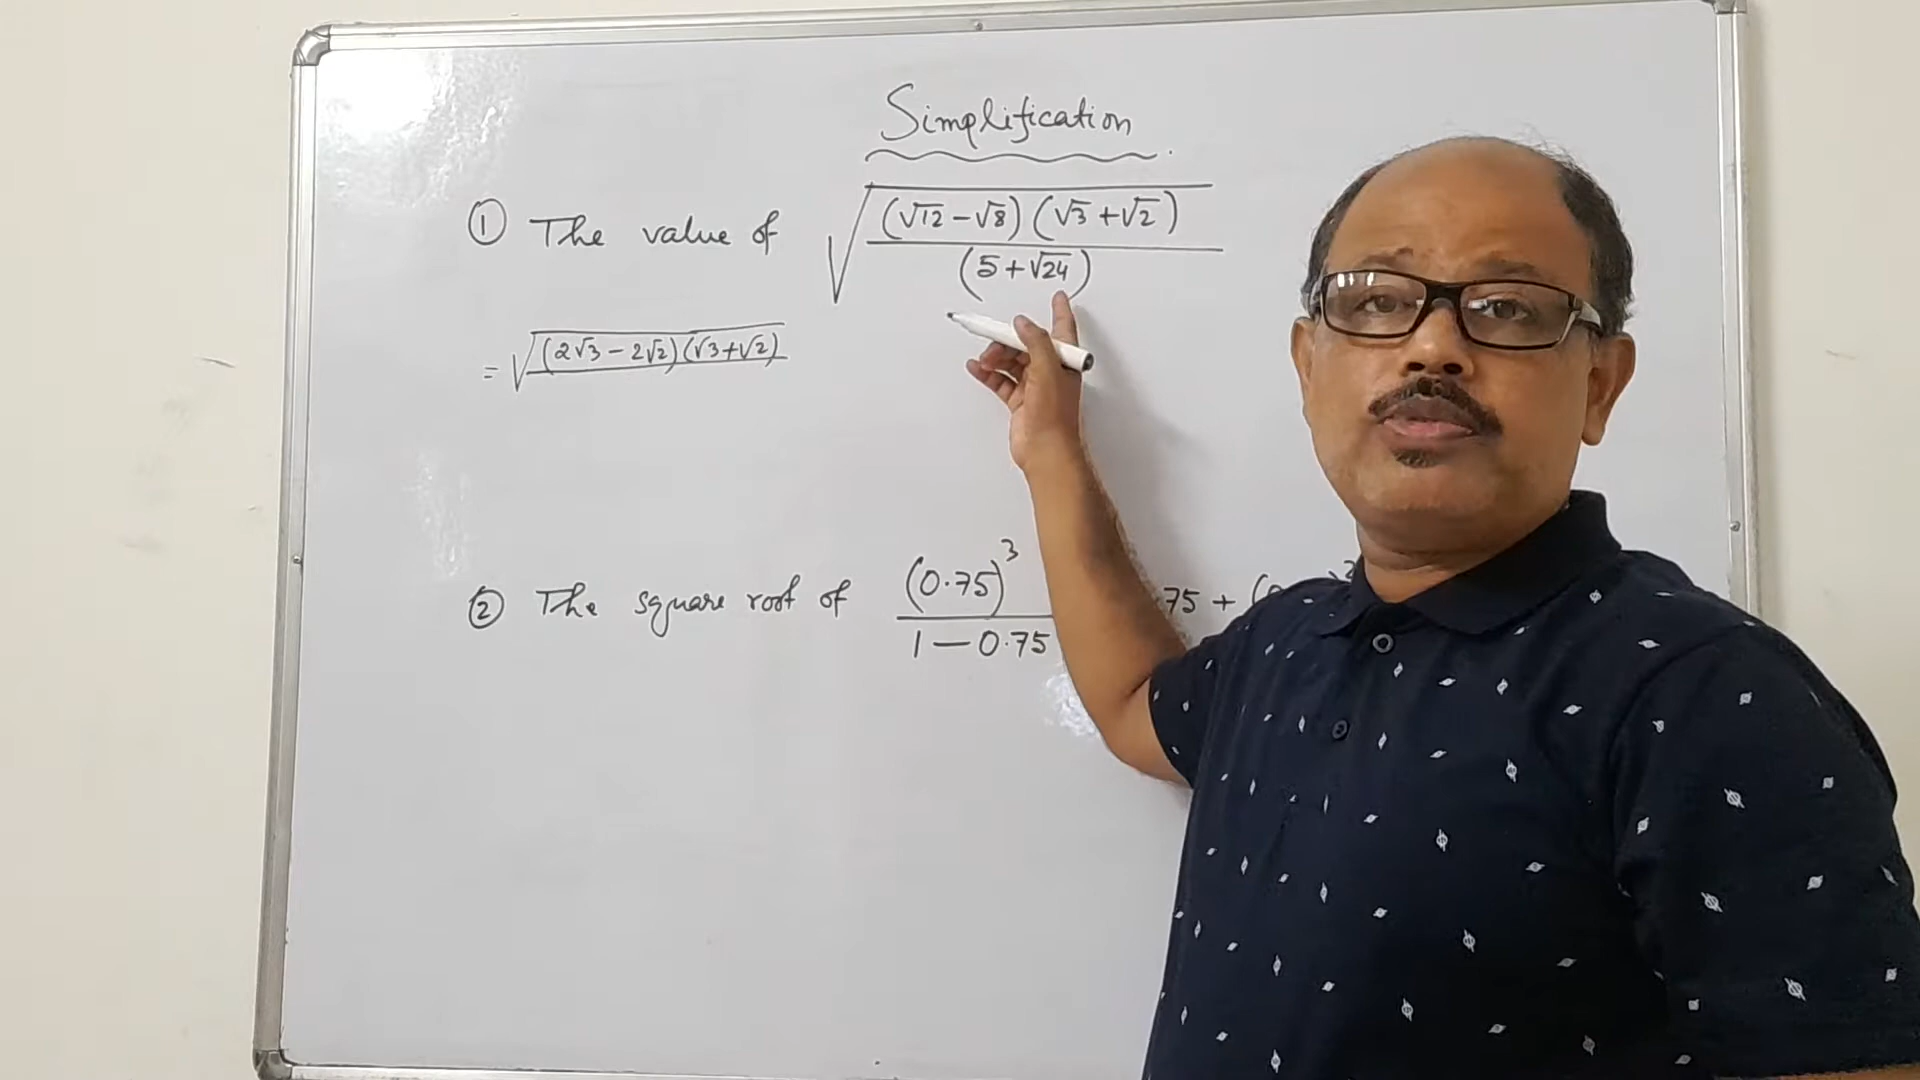 Simplification
① The value of √((√12 - √8)(√3 + √2) / (5 + √24))
= √((2√3 - 2√2)(√3 + √2)
② The square root of (0.75)³ / (1 - 0.75) 75 + (0